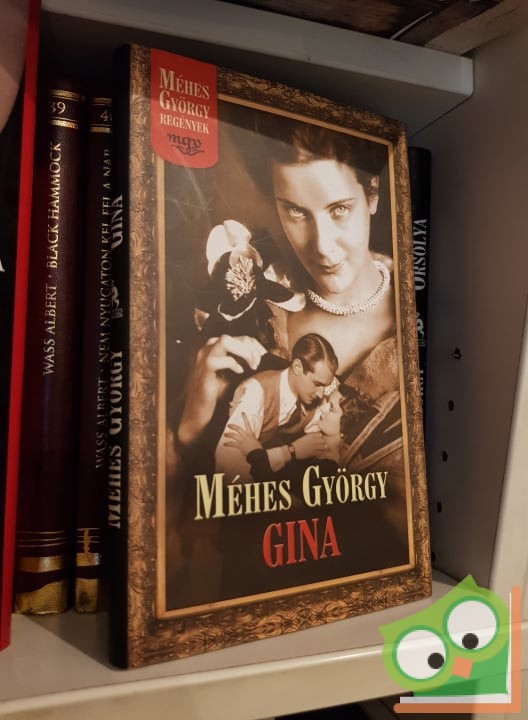 MÉHES
GYÖRGY
REGÉNYEK
mgy
MÉHES GYÖRGY
GINA
MÉHES GYÖRGY GINA
39
WASS ALBERT · BLACK HAMMOCK
WASS ALBERT · NEM NYUGATON KEL FEL A NAP
ORSOLYA